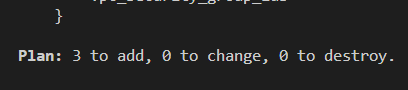 }
Plan: 3 to add, 0 to change, 0 to destroy.